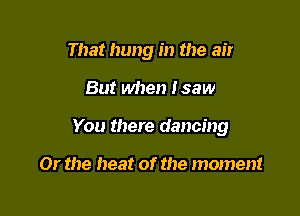 That hung in the air
But when I saw
You there dancing
Or the heat of the moment